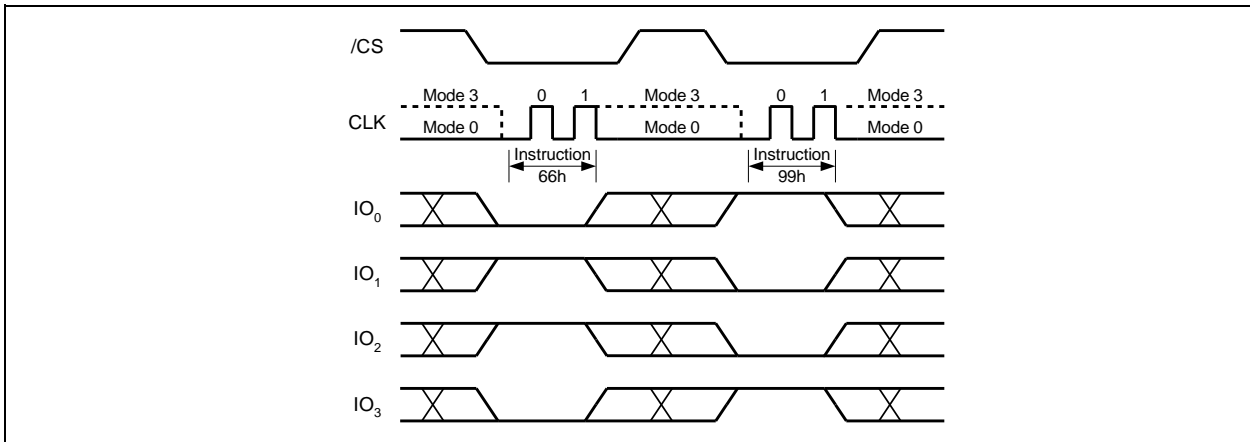 /CS
Mode 3 0 1 Mode 3 0 1 Mode 3
CLK
Mode 0 Mode 0 Mode 0
Instruction Instruction
66h 99h
IO0
IO1
IO2
IO3